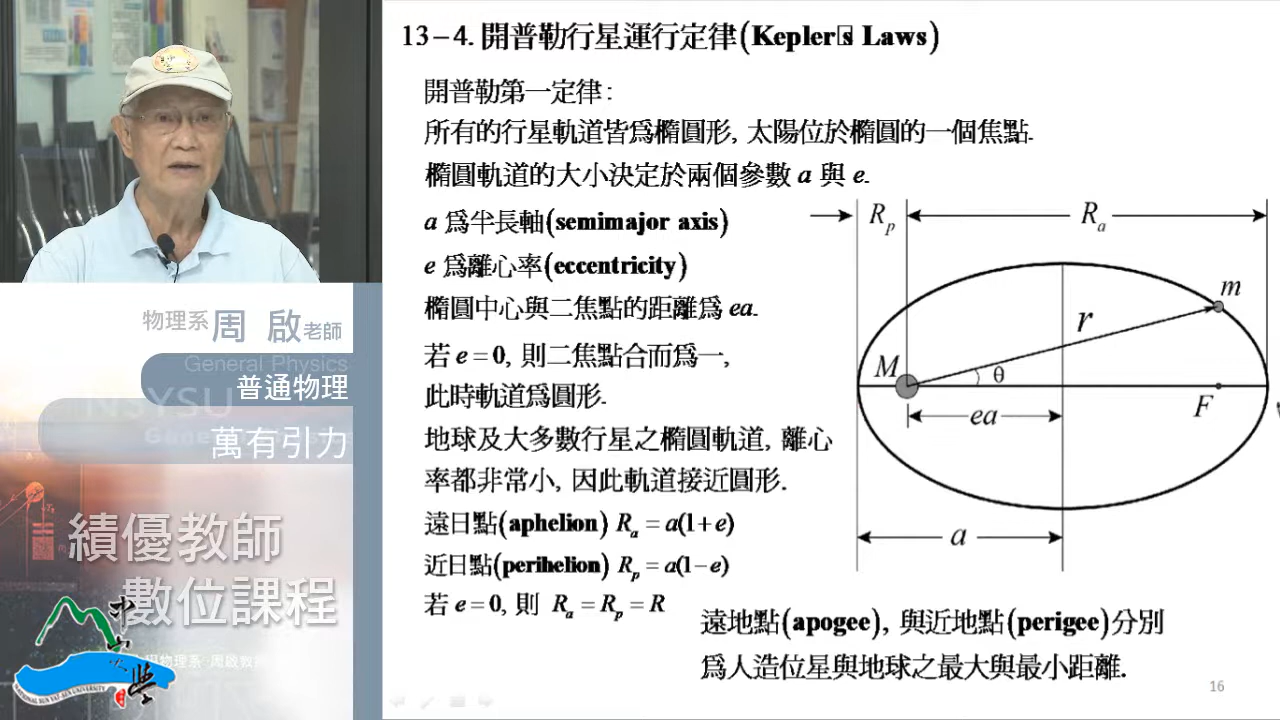 13-4. 開普勒行星運行定律(Kepler□s Laws)
開普勒第一定律:
所有的行星軌道皆爲橢圓形, 太陽位於橢圓的一個焦點.
橢圓軌道的大小決定於兩個參數 a 與 e.
a 爲半長軸(semimajor axis)
e 爲離心率(eccentricity)
橢圓中心與二焦點的距離爲 ea.
若 e = 0, 則二焦點合而爲一,
此時軌道爲圓形.
地球及大多數行星之橢圓軌道, 離心
率都非常小, 因此軌道接近圓形.
遠日點(aphelion) Ra = a(1+e)
近日點(perihelion) Rp = a(1-e)
若 e = 0, 則 Ra = Rp = R
遠地點(apogee), 與近地點(perigee)分別
爲人造位星與地球之最大與最小距離.
Rp
Ra
m
r
M
θ
F
ea
a
16
物理系 周 啟 老師
General Physics
普通物理
NSYSU
萬有引力
績優教師
數位課程
中山大學
NATIONAL SUN YAT-SEN UNIVERSITY